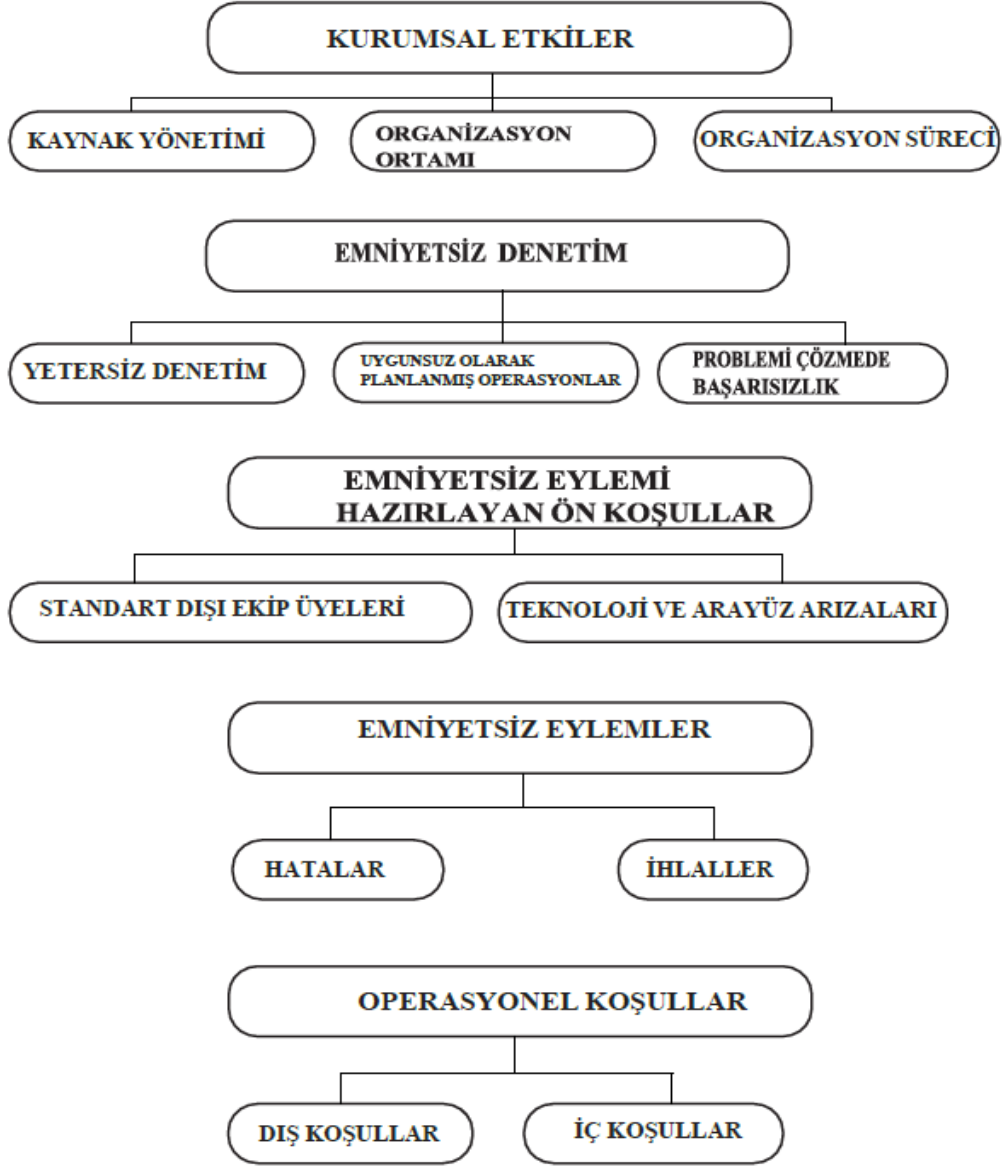 KURUMSAL ETKİLER
KAYNAK YÖNETİMİ
ORGANİZASYON
ORTAMI
ORGANİZASYON SÜRECİ
EMNİYETSİZ DENETİM
YETERSİZ DENETİM
UYGUNSUZ OLARAK
PLANLANMIŞ OPERASYONLAR
PROBLEMİ ÇÖZMEDE
BAŞARISIZLIK
EMNİYETSİZ EYLEMİ
HAZIRLAYAN ÖN KOŞULLAR
STANDART DIŞI EKİP ÜYELERİ
TEKNOLOJİ VE ARAYÜZ ARIZALARI
EMNİYETSİZ EYLEMLER
HATALAR
İHLALLER
OPERASYONEL KOŞULLAR
DIŞ KOŞULLAR
İÇ KOŞULLAR